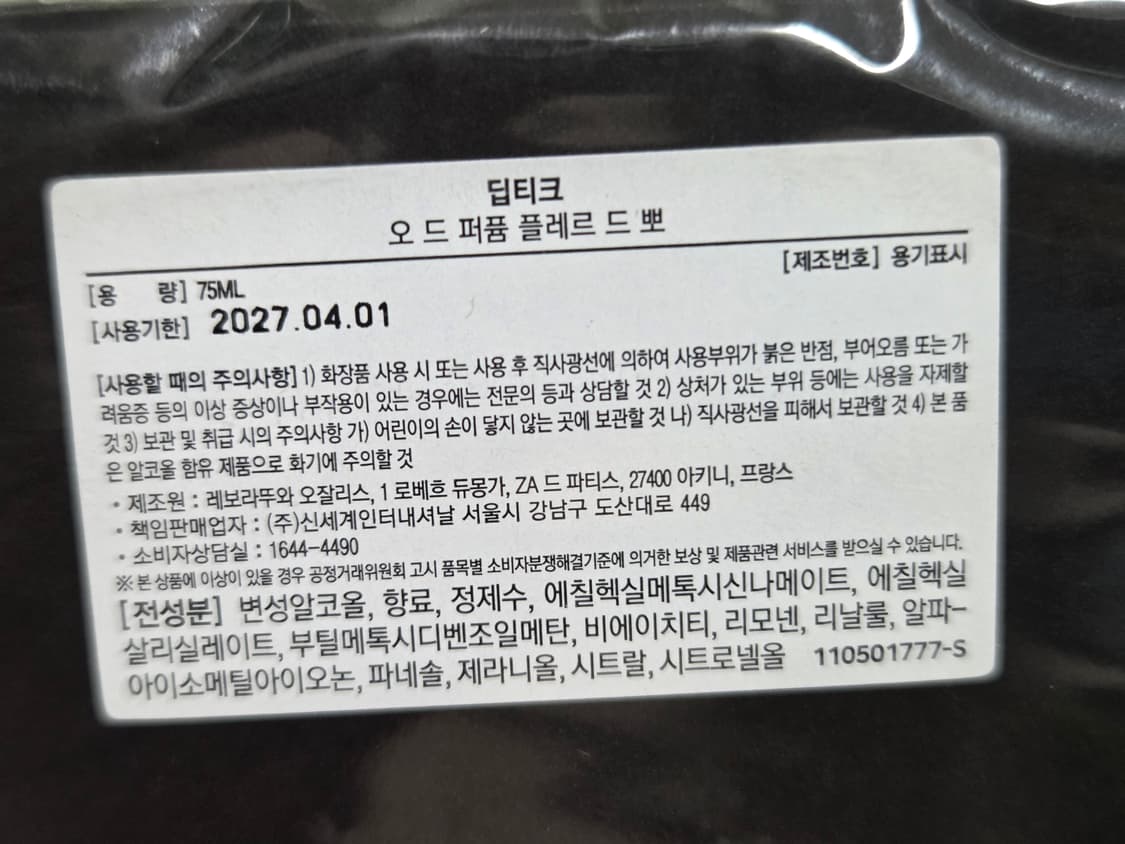 딥티크
오 드 퍼퓸 플레르 드 뽀
[제조번호] 용기표시
[용 량] 75ML
[사용기한] 2027.04.01
[사용할 때의 주의사항] 1) 화장품 사용 시 또는 사용 후 직사광선에 의하여 사용부위가 붉은 반점, 부어오름 또는 가
려움증 등의 이상 증상이나 부작용이 있는 경우에는 전문의 등과 상담할 것 2) 상처가 있는 부위 등에는 사용을 자제할
것 3) 보관 및 취급 시의 주의사항 가) 어린이의 손이 닿지 않는 곳에 보관할 것 나) 직사광선을 피해서 보관할 것 4) 본 품
은 알코올 함유 제품으로 화기에 주의할 것
• 제조원 : 레보라뚜와 오잘리스, 1 로베흐 듀몽가, ZA 드 파티스, 27400 아키니, 프랑스
• 책임판매업자 : (주)신세계인터내셔날 서울시 강남구 도산대로 449
• 소비자상담실 : 1644-4490
※ 본 상품에 이상이 있을 경우 공정거래위원회 고시 품목별 소비자분쟁해결기준에 의거한 보상 및 제품관련 서비스를 받으실 수 있습니다.
[전성분] 변성알코올, 향료, 정제수, 에칠헥실메톡시신나메이트, 에칠헥실
살리실레이트, 부틸메톡시디벤조일메탄, 비에이치티, 리모넨, 리날룰, 알파-
아이소메틸아이오논, 파네솔, 제라니올, 시트랄, 시트로넬올 110501777-S